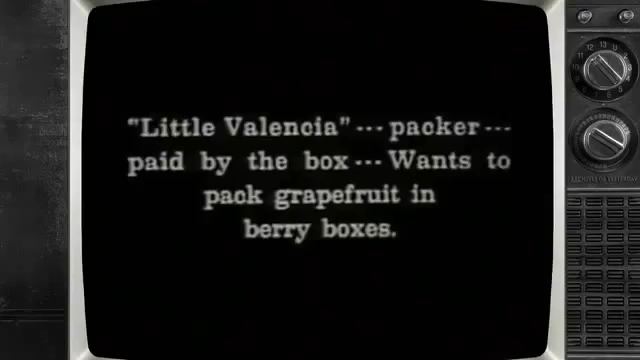 "Little Valencia" --- packer ---
paid by the box --- Wants to
pack grapefruit in
berry boxes.